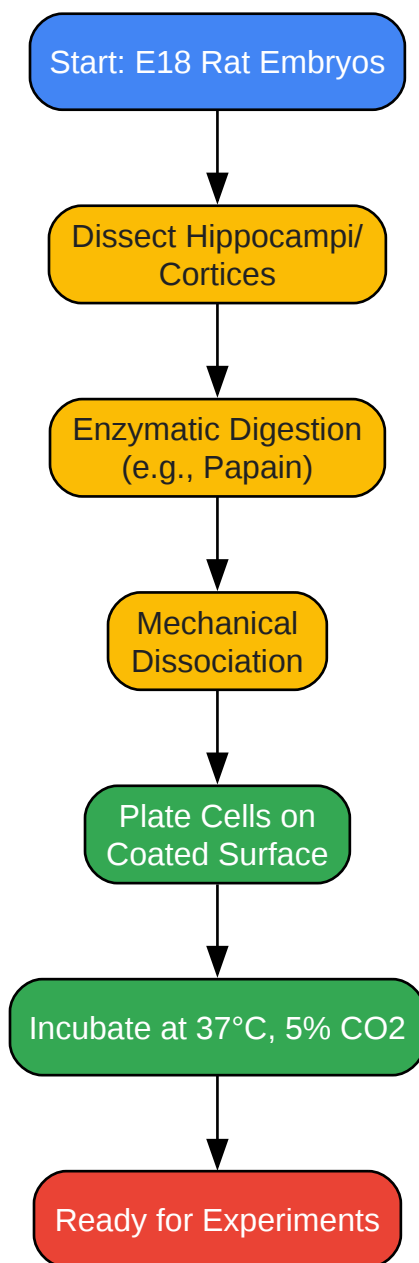 Start: E18 Rat Embryos
Dissect Hippocampi/
Cortices
Enzymatic Digestion
(e.g., Papain)
Mechanical
Dissociation
Plate Cells on
Coated Surface
Incubate at 37°C, 5% CO2
Ready for Experiments